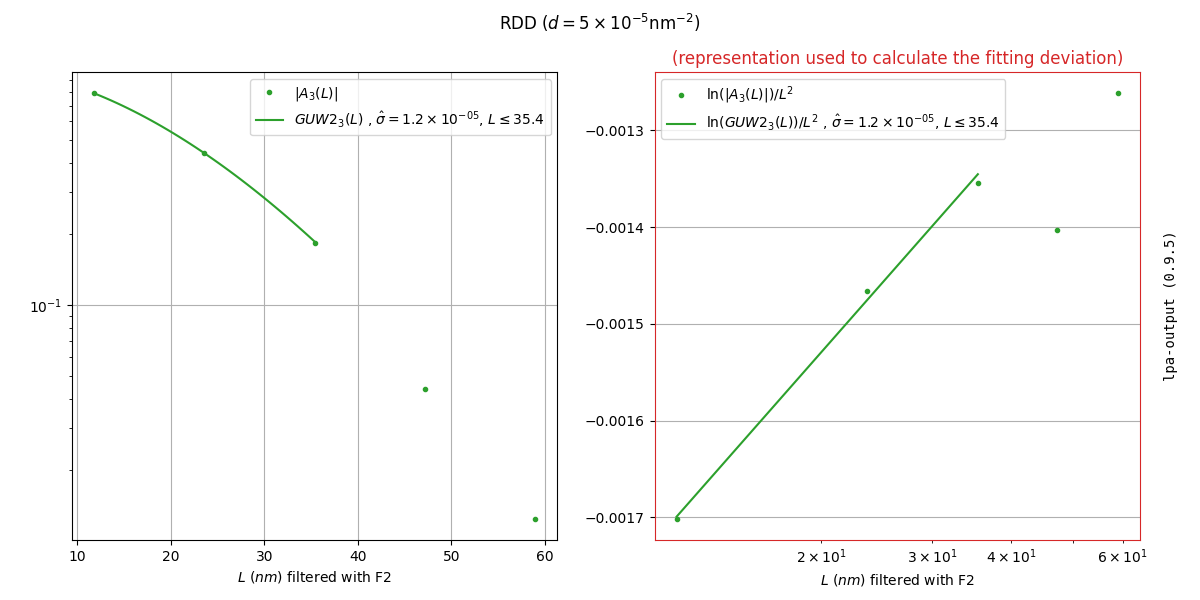 RDD ($d = 5 \times 10^{-5}$nm$^{-2}$)
|A₃(L)|
GUW2₃(L) , σ̂ = 1.2 × 10⁻⁰⁵, L ≤ 35.4
10⁻¹
10 20 30 40 50 60
L (nm) filtered with F2
(representation used to calculate the fitting deviation)
ln(|A₃(L)|)/L²
ln(GUW2₃(L))/L² , σ̂ = 1.2 × 10⁻⁰⁵, L ≤ 35.4
−0.0013
−0.0014
−0.0015
−0.0016
−0.0017
2 × 10¹ 3 × 10¹ 4 × 10¹ 6 × 10¹
L (nm) filtered with F2
lpa-output (0.9.5)